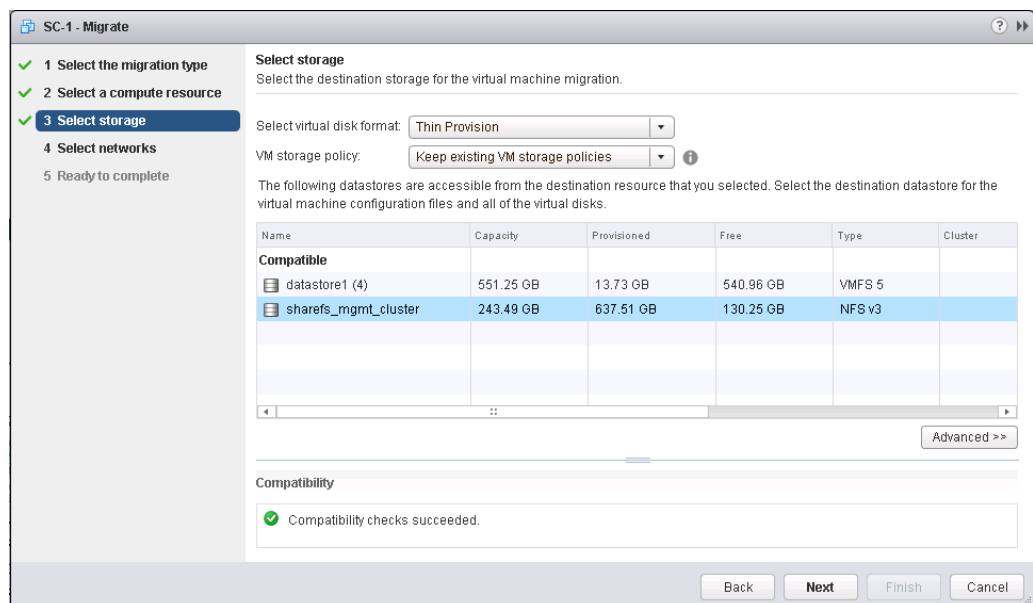 SC-1 - Migrate
1 Select the migration type
2 Select a compute resource
3 Select storage
4 Select networks
5 Ready to complete
Select storage
Select the destination storage for the virtual machine migration.
Select virtual disk format: Thin Provision
VM storage policy: Keep existing VM storage policies
The following datastores are accessible from the destination resource that you selected. Select the destination datastore for the
virtual machine configuration files and all of the virtual disks.
Name Capacity Provisioned Free Type Cluster
Compatible
datastore1 (4) 551.25 GB 13.73 GB 540.96 GB VMFS 5
sharefs_mgmt_cluster 243.49 GB 637.51 GB 130.25 GB NFS v3
Advanced >>
Compatibility
Compatibility checks succeeded.
Back Next Finish Cancel